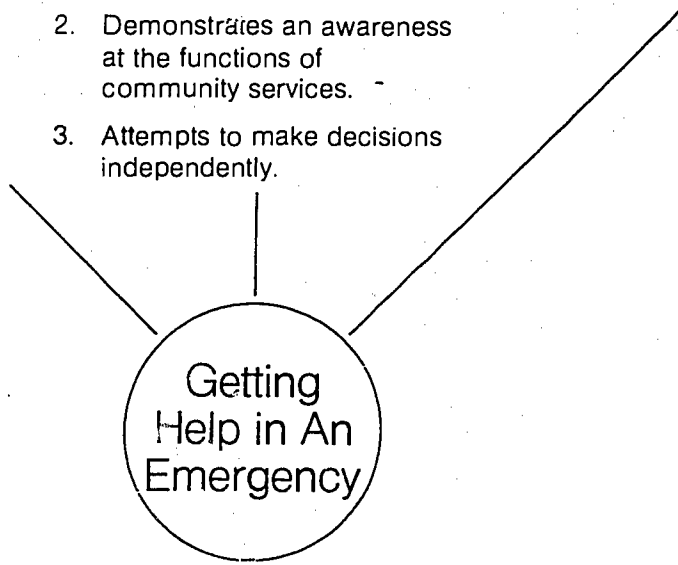 2. Demonstrates an awareness
at the functions of
community services.
3. Attempts to make decisions
independently.
Getting
Help in An
Emergency